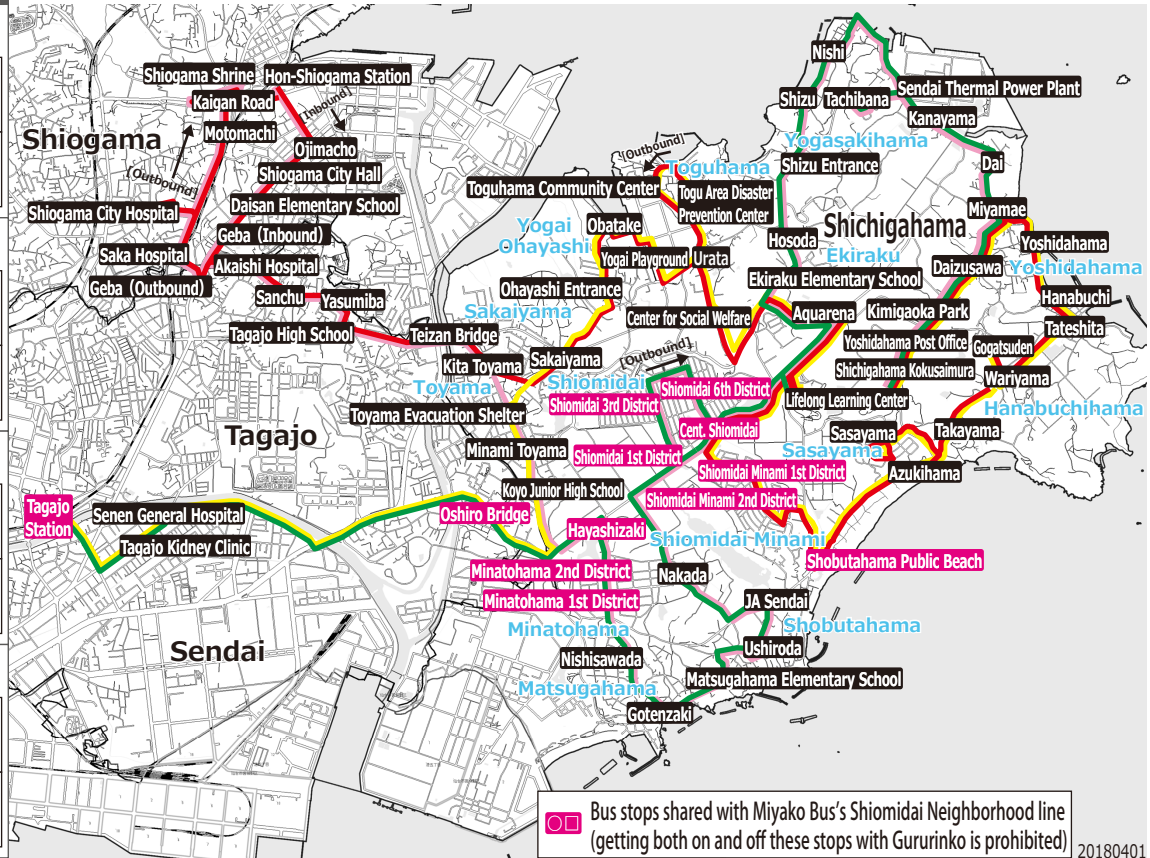 Shiogama Shrine
Hon-Shiogama Station
Kaigan Road
[Inbound]
Motomachi
Shiogama
Ojimacho
[Outbound]
Shiogama City Hall
Shiogama City Hospital
Daisan Elementary School
Geba (Inbound)
Saka Hospital
Akaishi Hospital
Geba (Outbound)
Sanchu
Yasumiba
Tagajo High School
Teizan Bridge
Nishi
Sendai Thermal Power Plant
Shizu
Tachibana
Kanayama
Yogasakihama
[Outbound]
Toguhama
Shizu Entrance
Dai
Toguhama Community Center
Togu Area Disaster
Prevention Center
Miyamae
Shichigahama
Obatake
Yogai
Ohayashi
Hosoda
Yoshidahama
Yogai Playground
Urata
Ekiraku
Daizusawa
Yoshidahama
Ohayashi Entrance
Ekiraku Elementary School
Hanabuchi
Sakaiyama
Center for Social Welfare
Aquarena
Kimigaoka Park
Tateshita
Yoshidahama Post Office
Gogatsuden
[Outbound]
Kita Toyama
Sakaiyama
Shichigahama Kokusaimura
Wariyama
Toyama
Shiomidai
Shiomidai 6th District
Lifelong Learning Center
Shiomidai 3rd District
Hanabuchihama
Toyama Evacuation Shelter
Cent. Shiomidai
Sasayama
Takayama
Tagajo
Minami Toyama
Shiomidai 1st District
Sasayama
Azukihama
Shiomidai Minami 1st District
Koyo Junior High School
Shiomidai Minami 2nd District
Tagajo
Station
Senen General Hospital
Oshiro Bridge
Hayashizaki
Tagajo Kidney Clinic
Shiomidai Minami
Shobutahama Public Beach
Minatohama 2nd District
Nakada
Minatohama 1st District
JA Sendai
Minatohama
Shobutahama
Sendai
Nishisawada
Ushiroda
Matsugahama
Matsugahama Elementary School
Gotenzaki
○□ Bus stops shared with Miyako Bus's Shiomidai Neighborhood line
(getting both on and off these stops with Gururinko is prohibited)
20180401